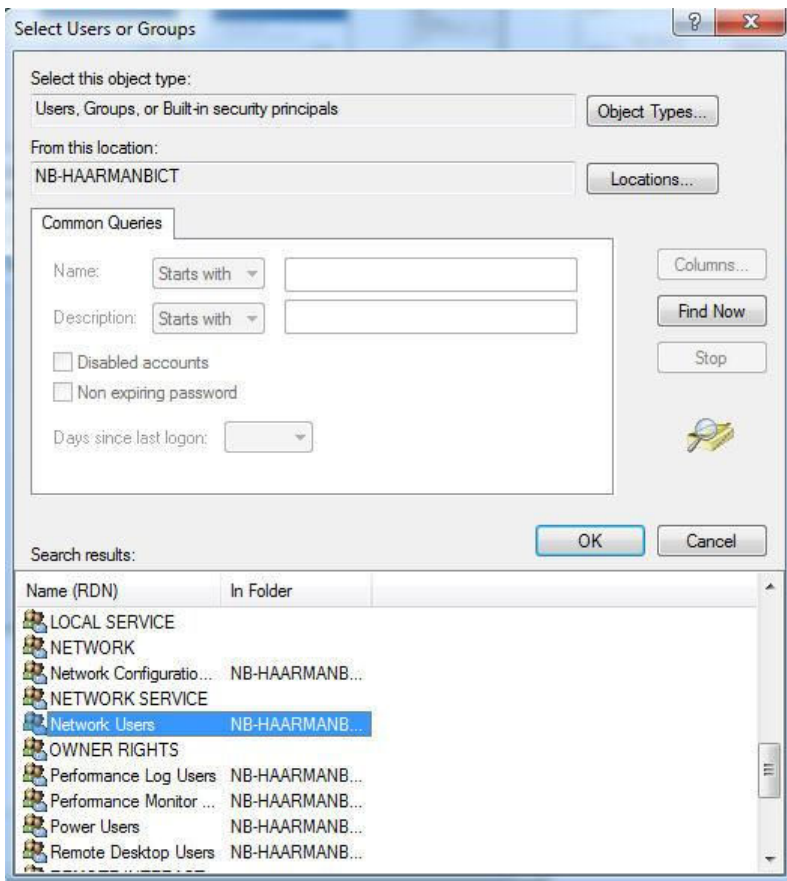 Select Users or Groups
Select this object type:
Users, Groups, or Built-in security principals
Object Types...
From this location:
NB-HAARMANBICT
Locations...
Common Queries
Name:
Starts with
Columns...
Description:
Starts with
Find Now
Disabled accounts
Stop
Non expiring password
Days since last logon:
OK
Cancel
Search results:
Name (RDN) In Folder
LOCAL SERVICE
NETWORK
Network Configuratio... NB-HAARMANB...
NETWORK SERVICE
Network Users NB-HAARMANB...
OWNER RIGHTS
Performance Log Users NB-HAARMANB...
Performance Monitor ... NB-HAARMANB...
Power Users NB-HAARMANB...
Remote Desktop Users NB-HAARMANB...